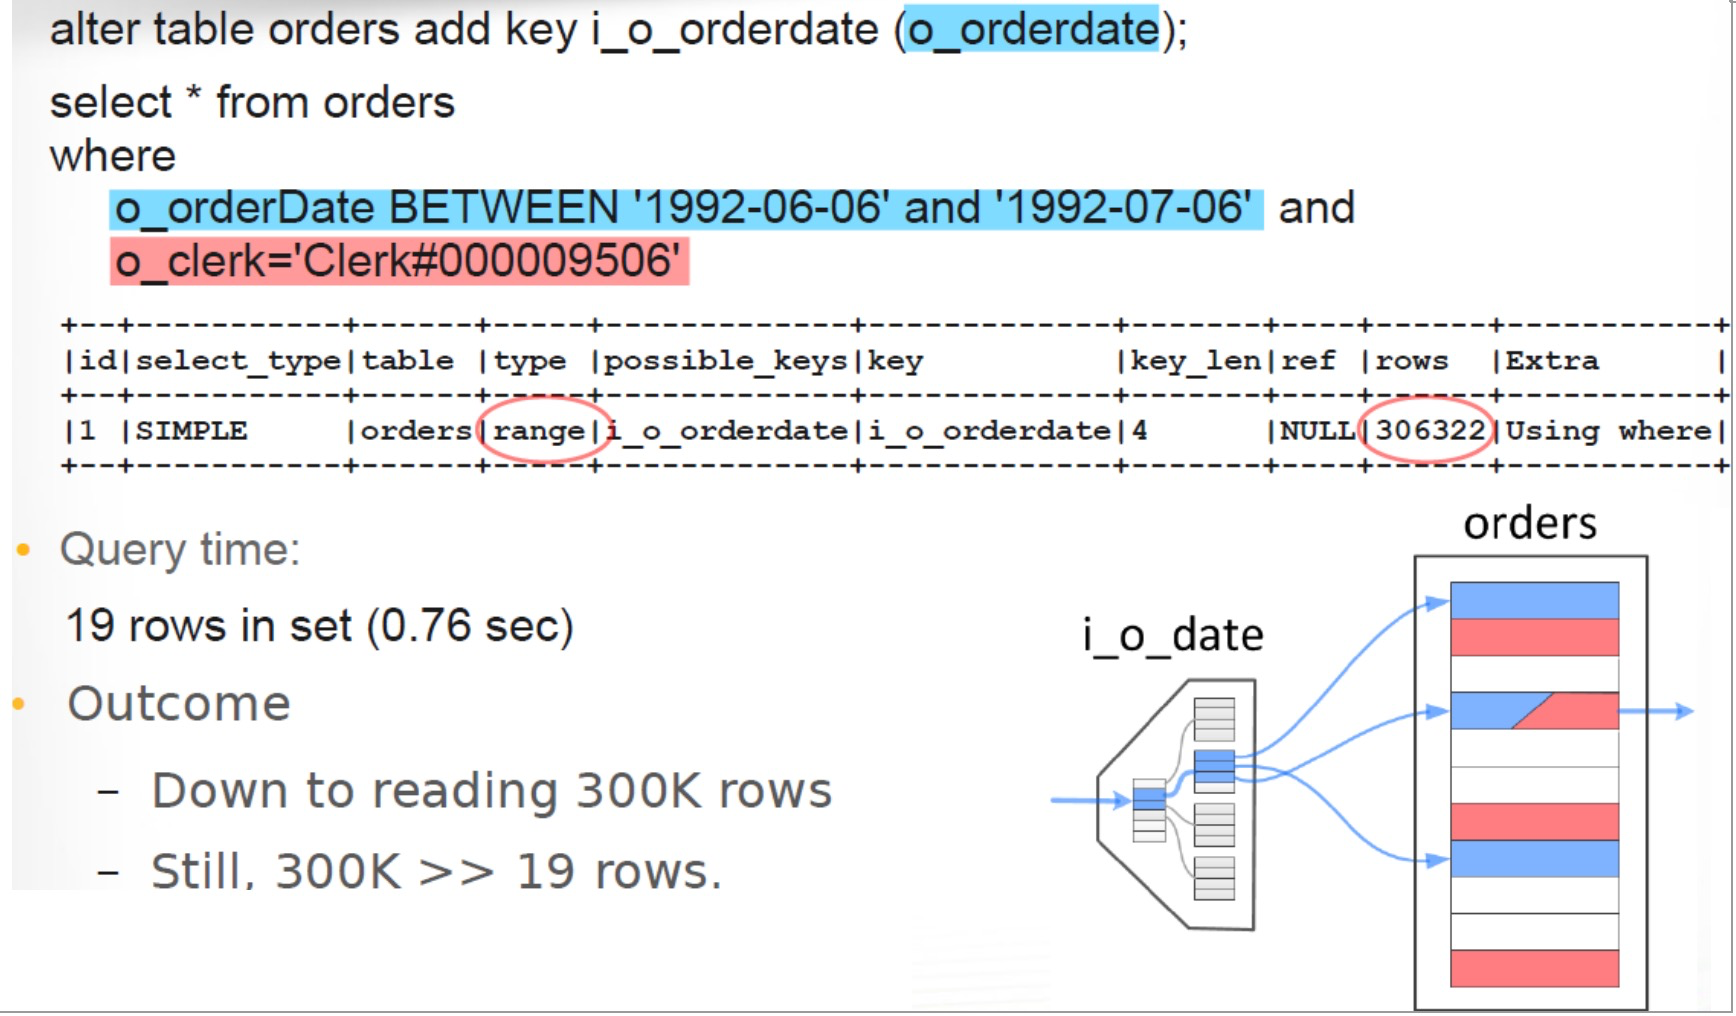 alter table orders add key i_o_orderdate (o_orderdate);
select * from orders
where
o_orderDate BETWEEN '1992-06-06' and '1992-07-06' and
o_clerk='Clerk#000009506'
+--+-----------+------+-----+-------------+-------------+-------+----+------+-----------+
|id|select_type|table |type |possible_keys|key |key_len|ref |rows |Extra |
+--+-----------+------+-----+-------------+-------------+-------+----+------+-----------+
|1 |SIMPLE |orders|range|i_o_orderdate|i_o_orderdate|4 |NULL|306322|Using where|
+--+-----------+------+-----+-------------+-------------+-------+----+------+-----------+
• Query time:
19 rows in set (0.76 sec)
• Outcome
– Down to reading 300K rows
– Still, 300K >> 19 rows.
i_o_date
orders